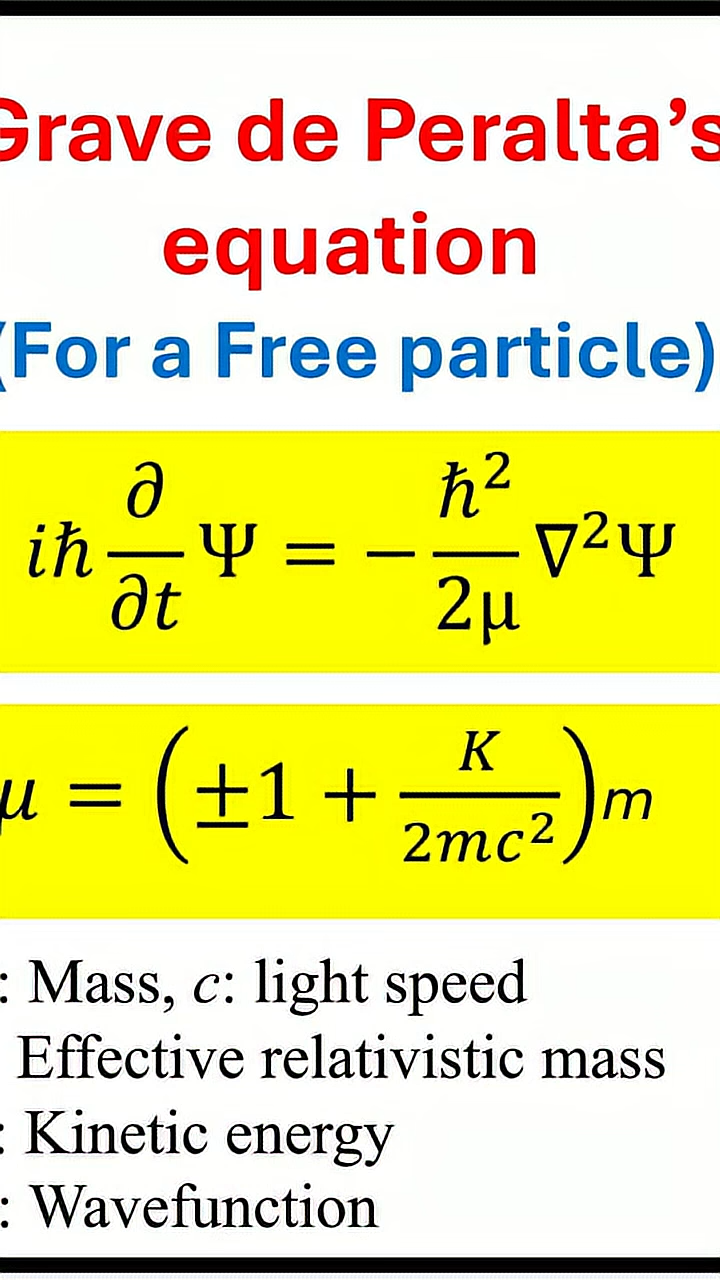 Grave de Peralta’s
equation
(For a Free particle)
iħ ∂/∂t Ψ = − ħ²/2μ ∇²Ψ
μ = (±1 + K/2mc²)m
: Mass, c: light speed
Effective relativistic mass
: Kinetic energy
: Wavefunction